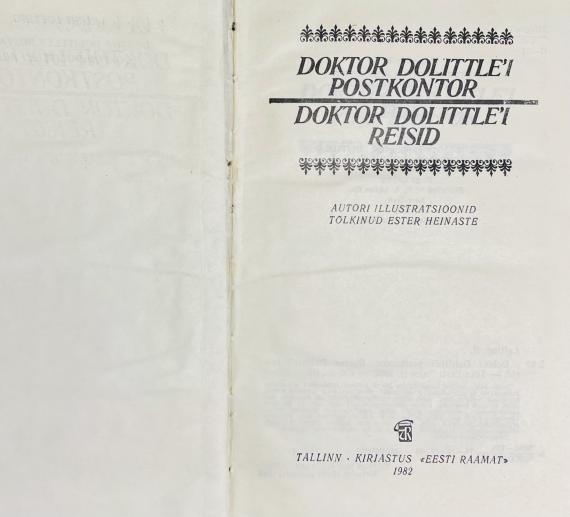 DOKTOR DOLITTLE'I
POSTKONTOR
DOKTOR DOLITTLE'I
REISID
AUTORI ILLUSTRATSIOONID
TÕLKINUD ESTER HEINASTE
TALLINN · KIRJASTUS «EESTI RAAMAT»
1982